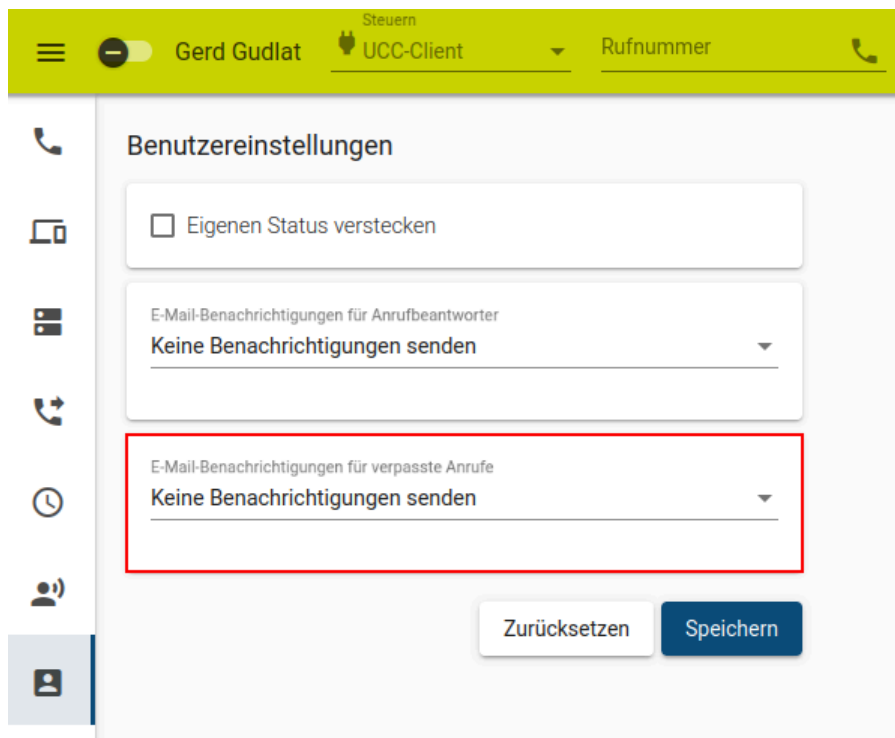 Steuern
Gerd Gudlat
UCC-Client
Rufnummer
Benutzereinstellungen
Eigenen Status verstecken
E-Mail-Benachrichtigungen für Anrufbeantworter
Keine Benachrichtigungen senden
E-Mail-Benachrichtigungen für verpasste Anrufe
Keine Benachrichtigungen senden
Zurücksetzen
Speichern